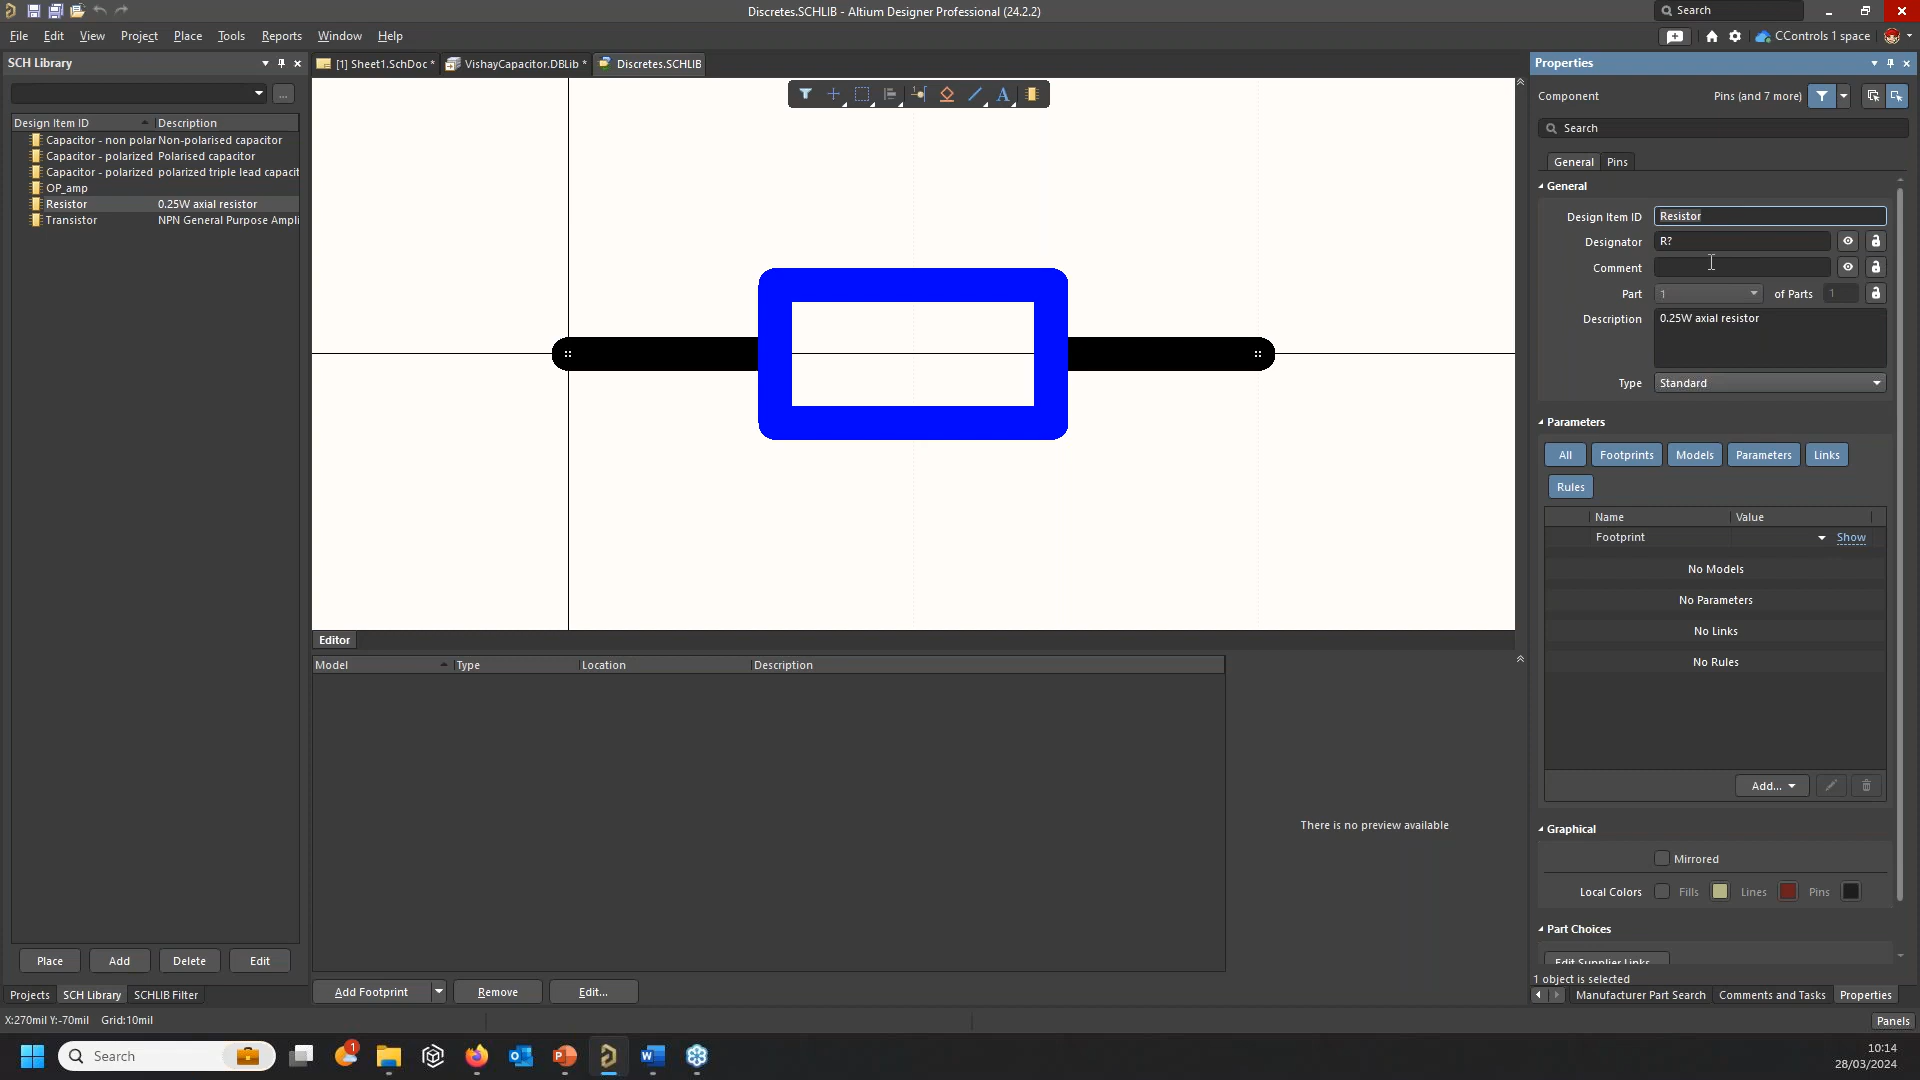 Discretes.SCHLIB - Altium Designer Professional (24.2.2)
Search
File Edit View Project Place Tools Reports Window Help
CControls 1 space
SCH Library
[1] Sheet1.SchDoc *
VishayCapacitor.DBLib *
Discretes.SCHLIB
Properties
Component
Pins (and 7 more)
Search
...
Design Item ID Description
Capacitor - non polar Non-polarised capacitor
Capacitor - polarized Polarised capacitor
Capacitor - polarized polarized triple lead capacit
OP_amp
Resistor 0.25W axial resistor
Transistor NPN General Purpose Ampli
General Pins
General
Design Item ID Resistor
Designator R?
Comment
Part 1 of Parts 1
Description 0.25W axial resistor
Type Standard
Parameters
All Footprints Models Parameters Links
Rules
Name Value
Footprint Show
No Models
No Parameters
No Links
No Rules
Add...
Graphical
Mirrored
Local Colors Fills Lines Pins
Part Choices
Edit Supplier Links...
1 object is selected
Manufacturer Part Search Comments and Tasks Properties
Editor
Model Type Location Description
There is no preview available
Place Add Delete Edit
Add Footprint Remove Edit...
Projects SCH Library SCHLIB Filter
X:270mil Y:-70mil Grid:10mil
Panels
Search
1
10:14
28/03/2024